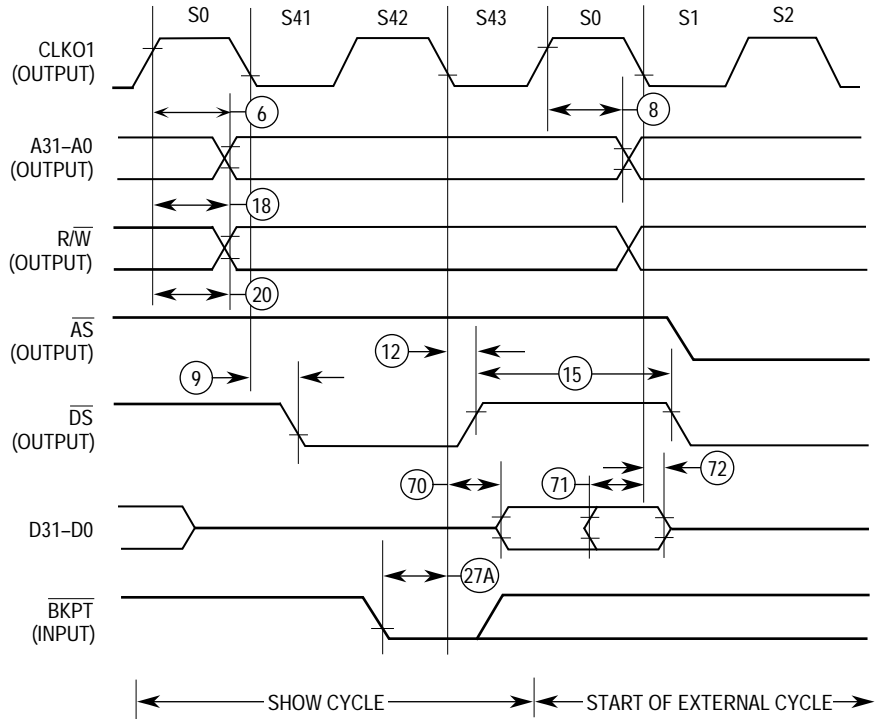 S0 S41 S42 S43 S0 S1 S2
CLKO1
(OUTPUT)
6
8
A31–A0
(OUTPUT)
18
R/W
(OUTPUT)
20
AS
(OUTPUT)
12
9
15
DS
(OUTPUT)
70
71
72
D31–D0
27A
BKPT
(INPUT)
SHOW CYCLE
START OF EXTERNAL CYCLE